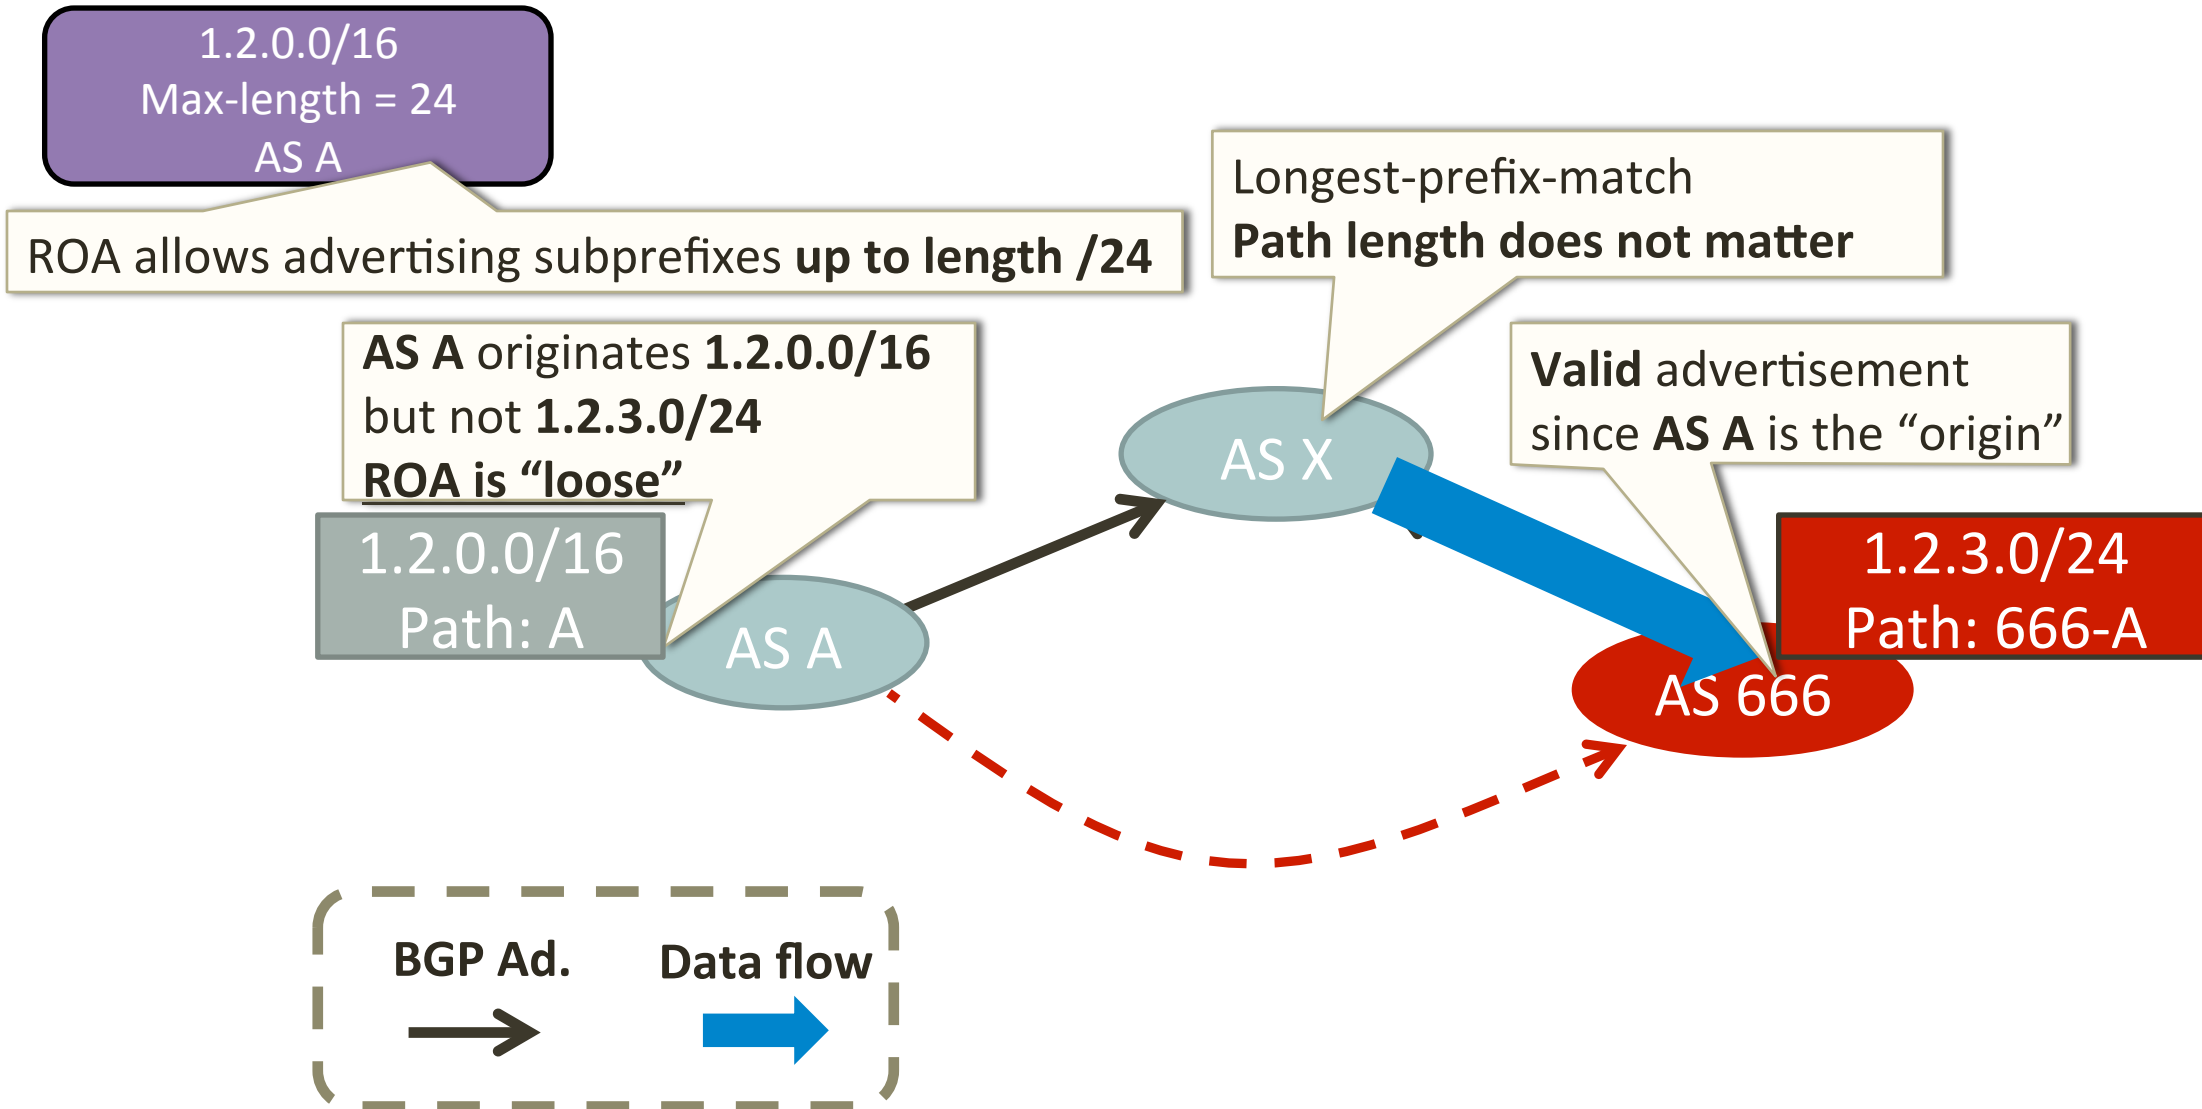 1.2.0.0/16
Max-length = 24
AS A
ROA allows advertising subprefixes up to length /24
Longest-prefix-match
Path length does not matter
AS A originates 1.2.0.0/16
but not 1.2.3.0/24
ROA is “loose”
Valid advertisement
since AS A is the “origin”
AS X
1.2.0.0/16
Path: A
AS A
1.2.3.0/24
Path: 666-A
AS 666
BGP Ad.
Data flow